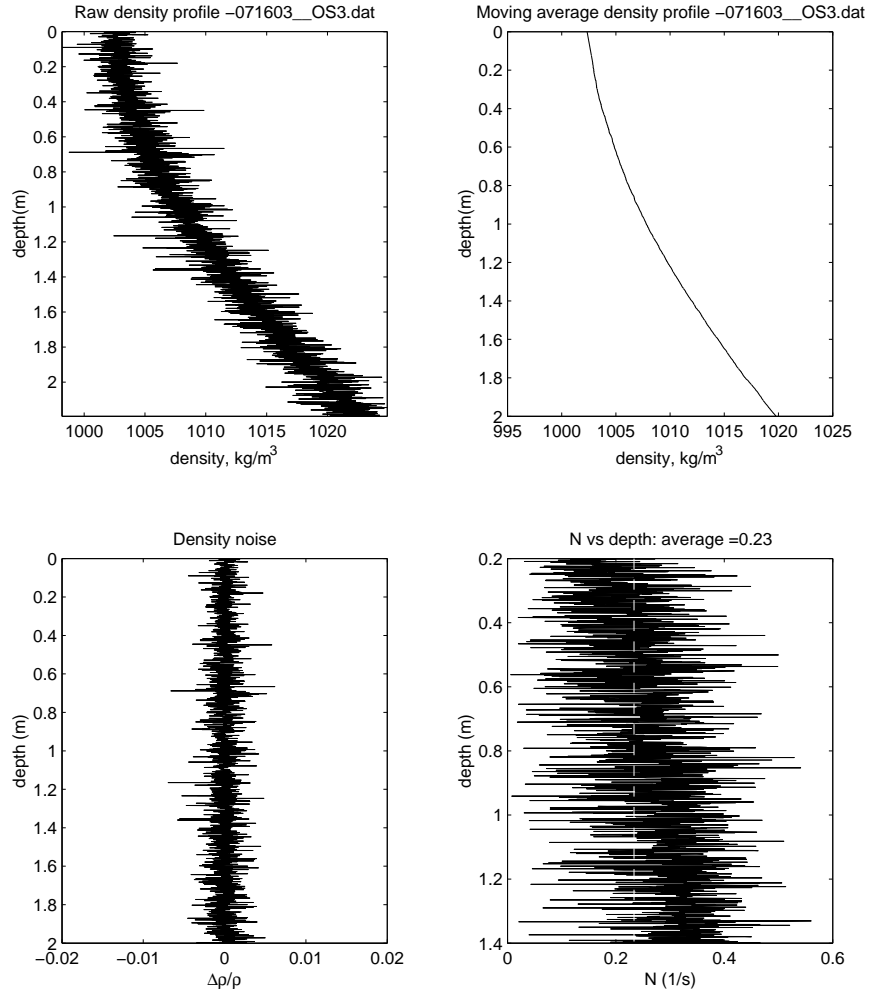 Raw density profile −071603__OS3.dat
0
0.2
0.4
0.6
0.8
1
1.2
1.4
1.6
1.8
2
depth(m)
1000 1005 1010 1015 1020
density, kg/m³
Moving average density profile −071603__OS3.dat
0
0.2
0.4
0.6
0.8
1
1.2
1.4
1.6
1.8
2
depth(m)
995 1000 1005 1010 1015 1020 1025
density, kg/m³
Density noise
0
0.2
0.4
0.6
0.8
1
1.2
1.4
1.6
1.8
2
depth (m)
−0.02 −0.01 0 0.01 0.02
Δρ/ρ
N vs depth: average =0.23
0.2
0.4
0.6
0.8
1
1.2
1.4
depth (m)
0 0.2 0.4 0.6
N (1/s)